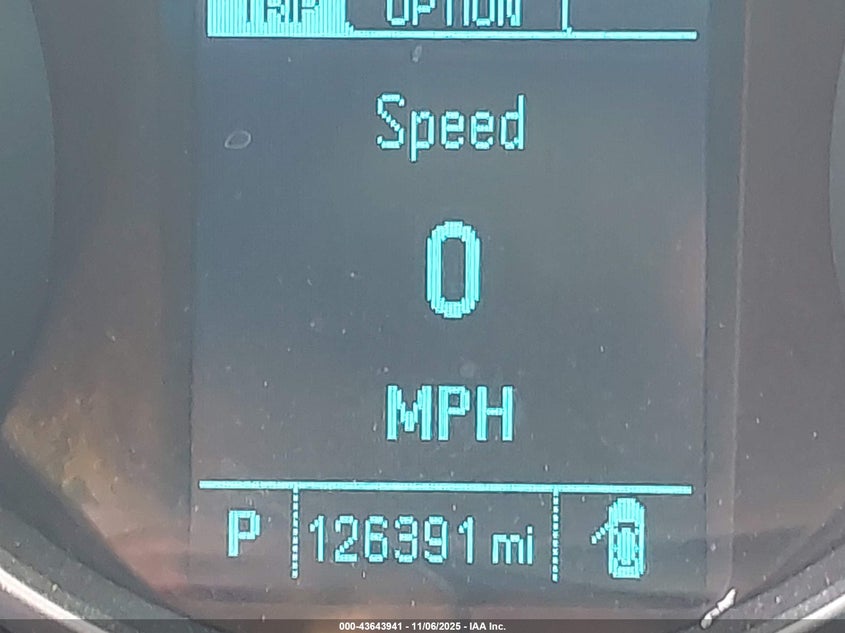 TRIP OPTION
Speed
0
MPH
P 126391 mi
000-43643941 - 11/06/2025 - IAA Inc.